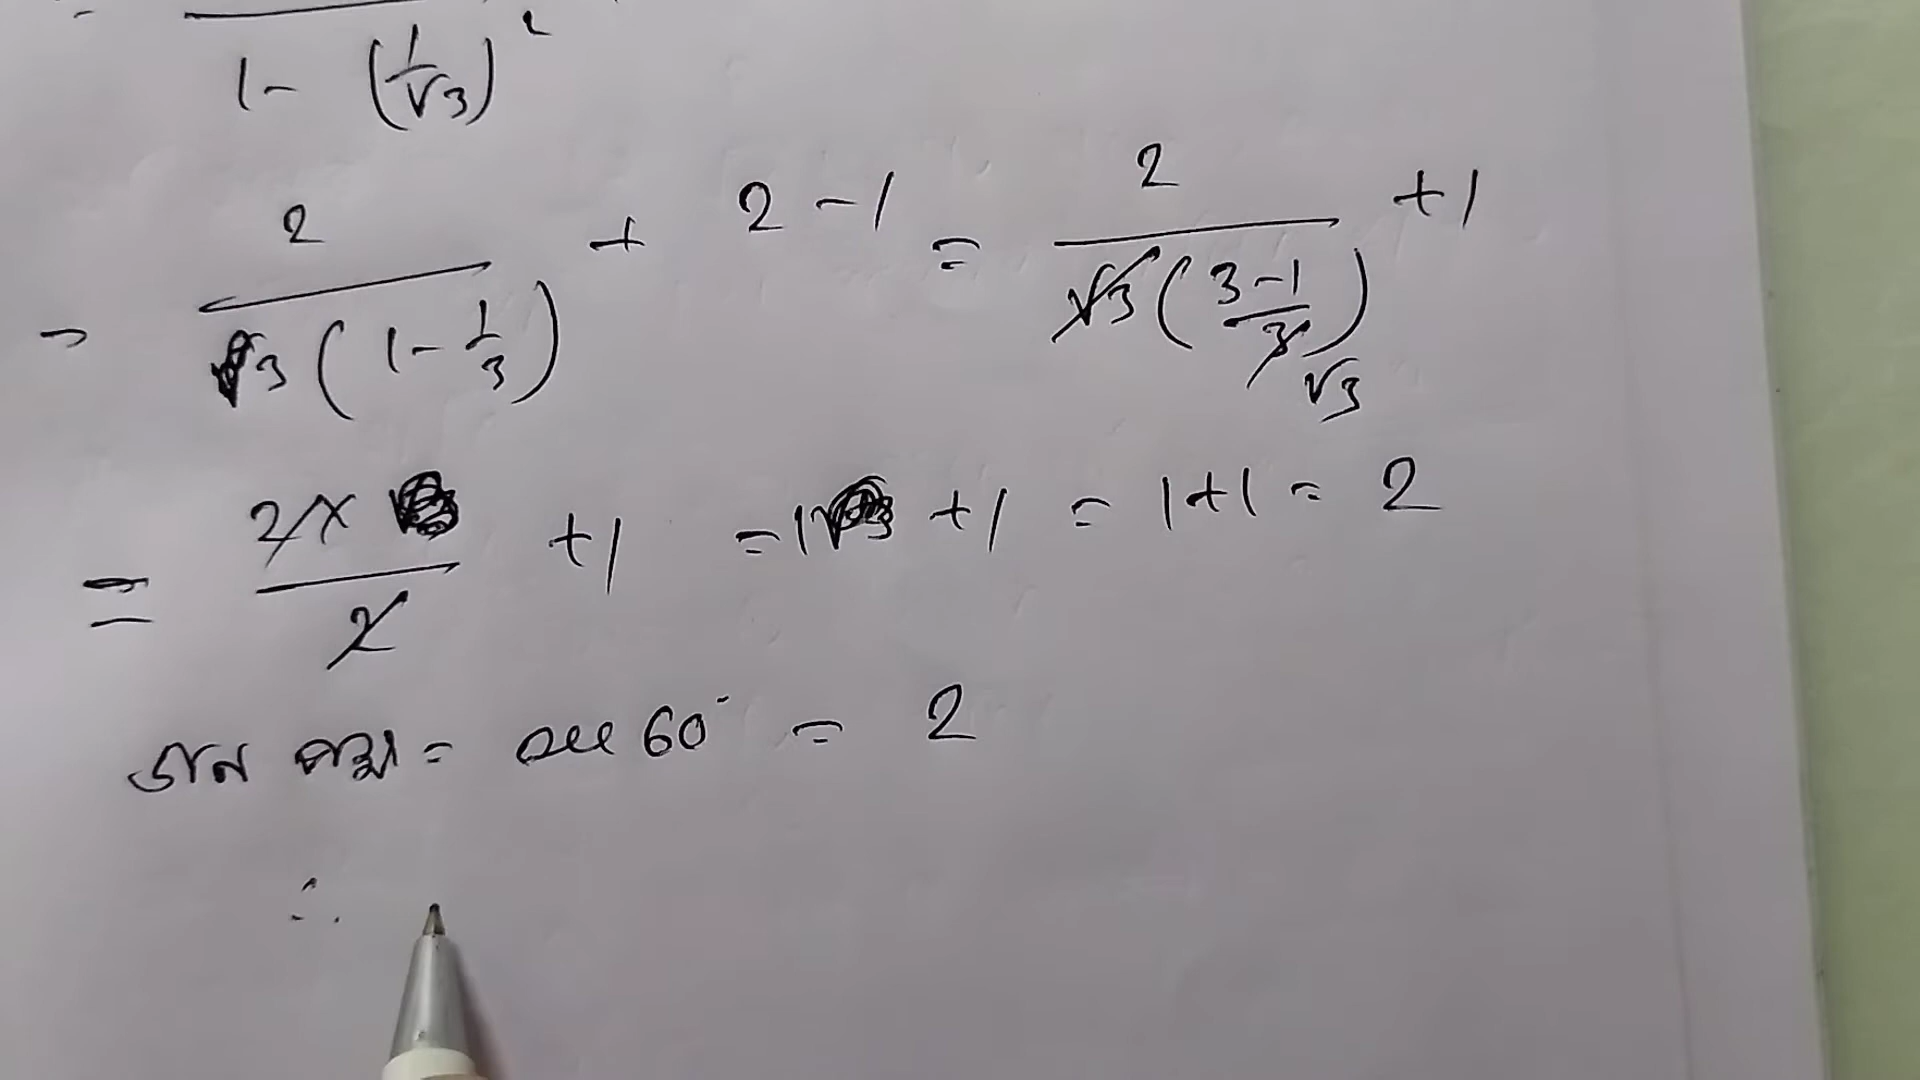 1 - (1/√3)²
= 2/(√3(1 - 1/3)) + 2 - 1 = 2/(√3((3-1)/3)) + 1
√3
= 2×/2 + 1 = 1 + 1 = 1+1 = 2
ডান পক্ষ = sec 60° = 2
∴